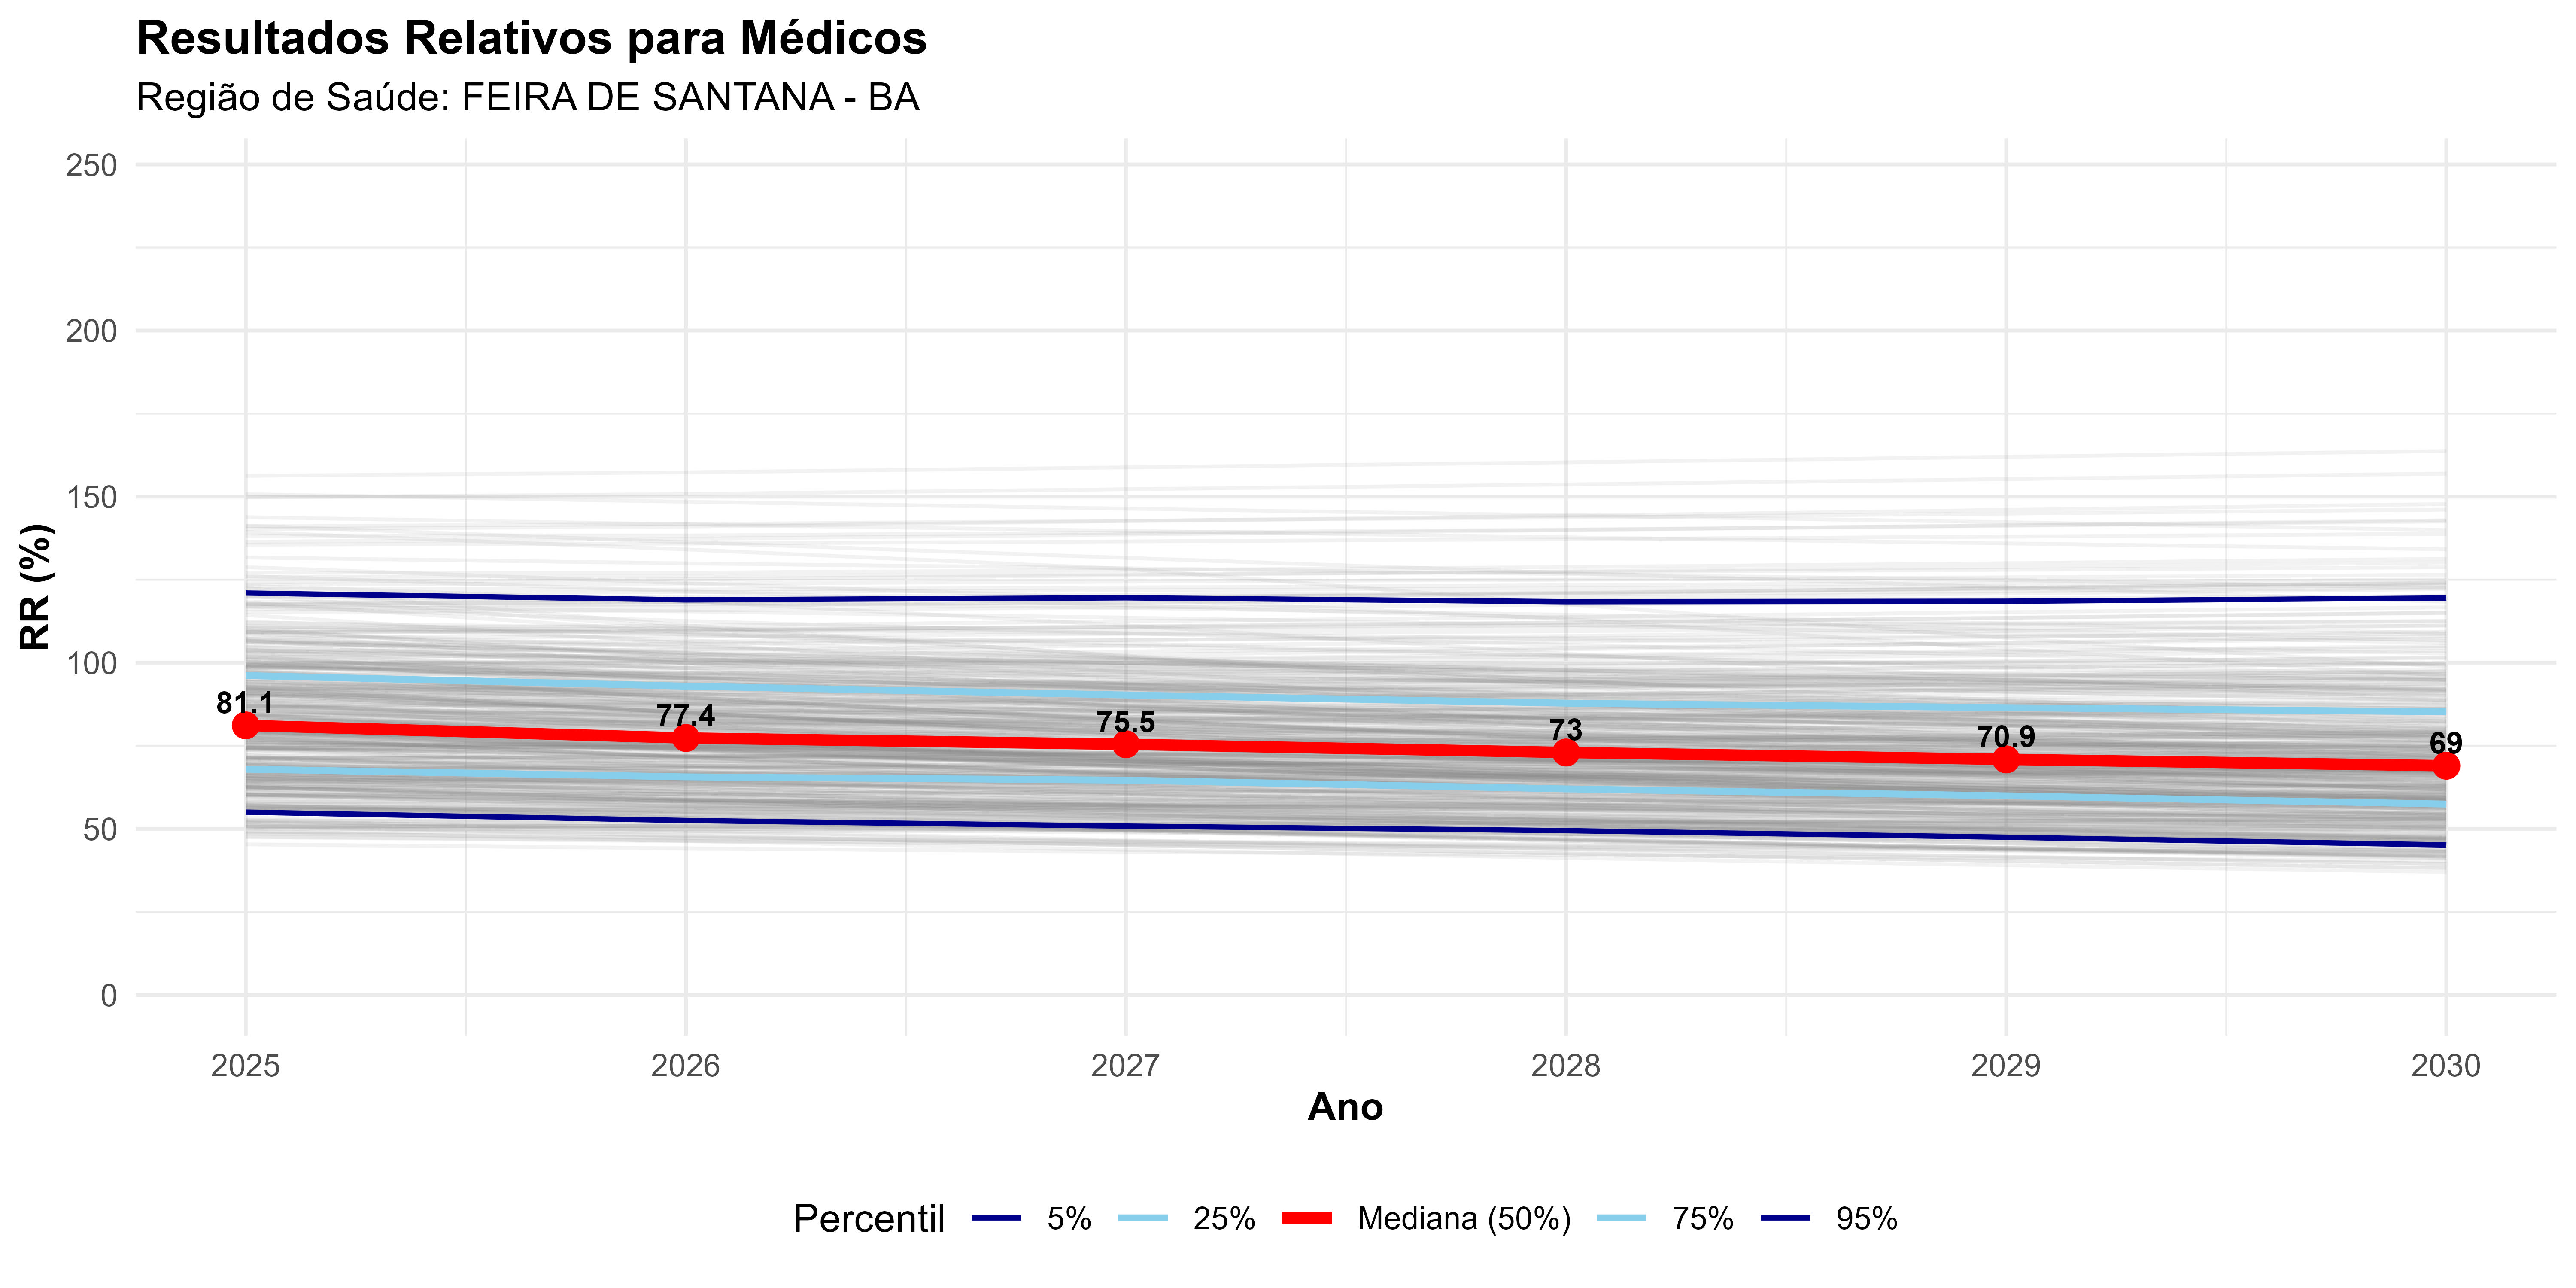 Resultados Relativos para Médicos
Região de Saúde: FEIRA DE SANTANA - BA
250
200
150
100
50
0
RR (%)
81.1
77.4
75.5
73
70.9
69
2025 2026 2027 2028 2029 2030
Ano
Percentil 5% 25% Mediana (50%) 75% 95%